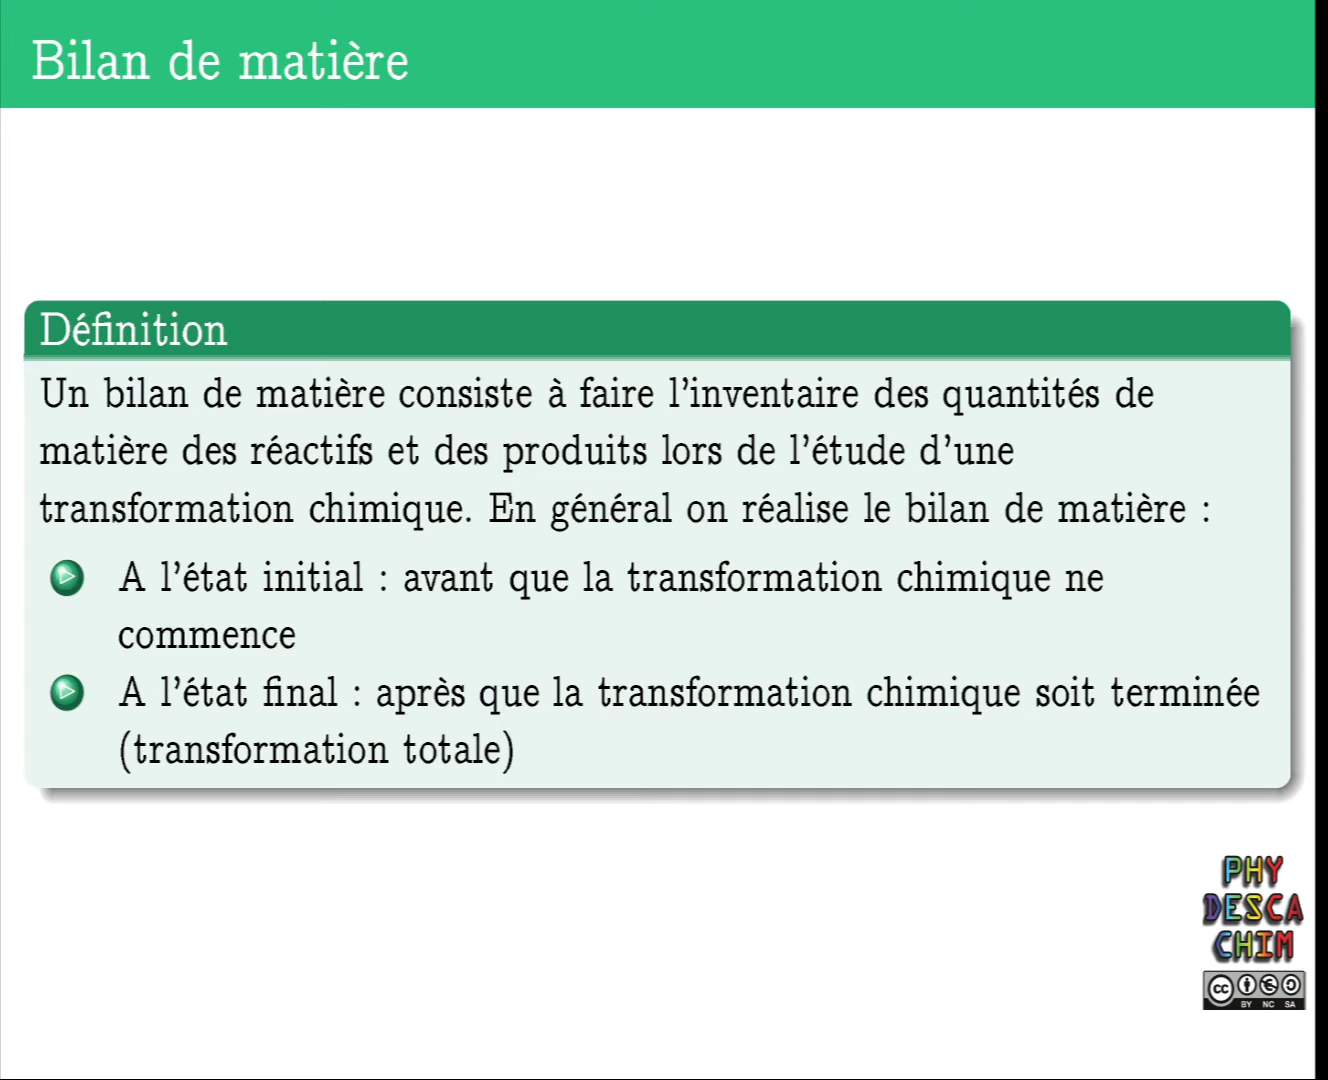 Bilan de matière
Définition
Un bilan de matière consiste à faire l'inventaire des quantités de
matière des réactifs et des produits lors de l'étude d'une
transformation chimique. En général on réalise le bilan de matière :
A l'état initial : avant que la transformation chimique ne
commence
A l'état final : après que la transformation chimique soit terminée
(transformation totale)
PHY
DESCA
CHIM
cc
BY NC SA